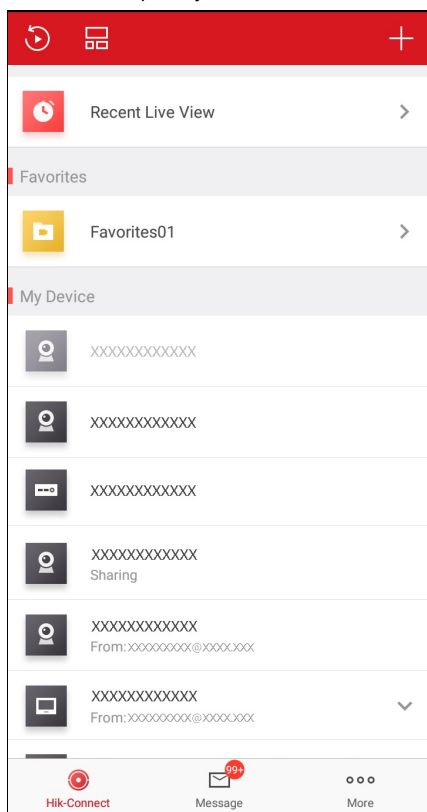 Recent Live View
Favorites
Favorites01
My Device
XXXXXXXXXXXX
XXXXXXXXXXXX
XXXXXXXXXXXX
XXXXXXXXXXXX
Sharing
XXXXXXXXXXXX
From:XXXXXXXXX@XXXX.XXX
XXXXXXXXXXXX
From:XXXXXXXXX@XXXX.XXX
99+
Hik-Connect
Message
More